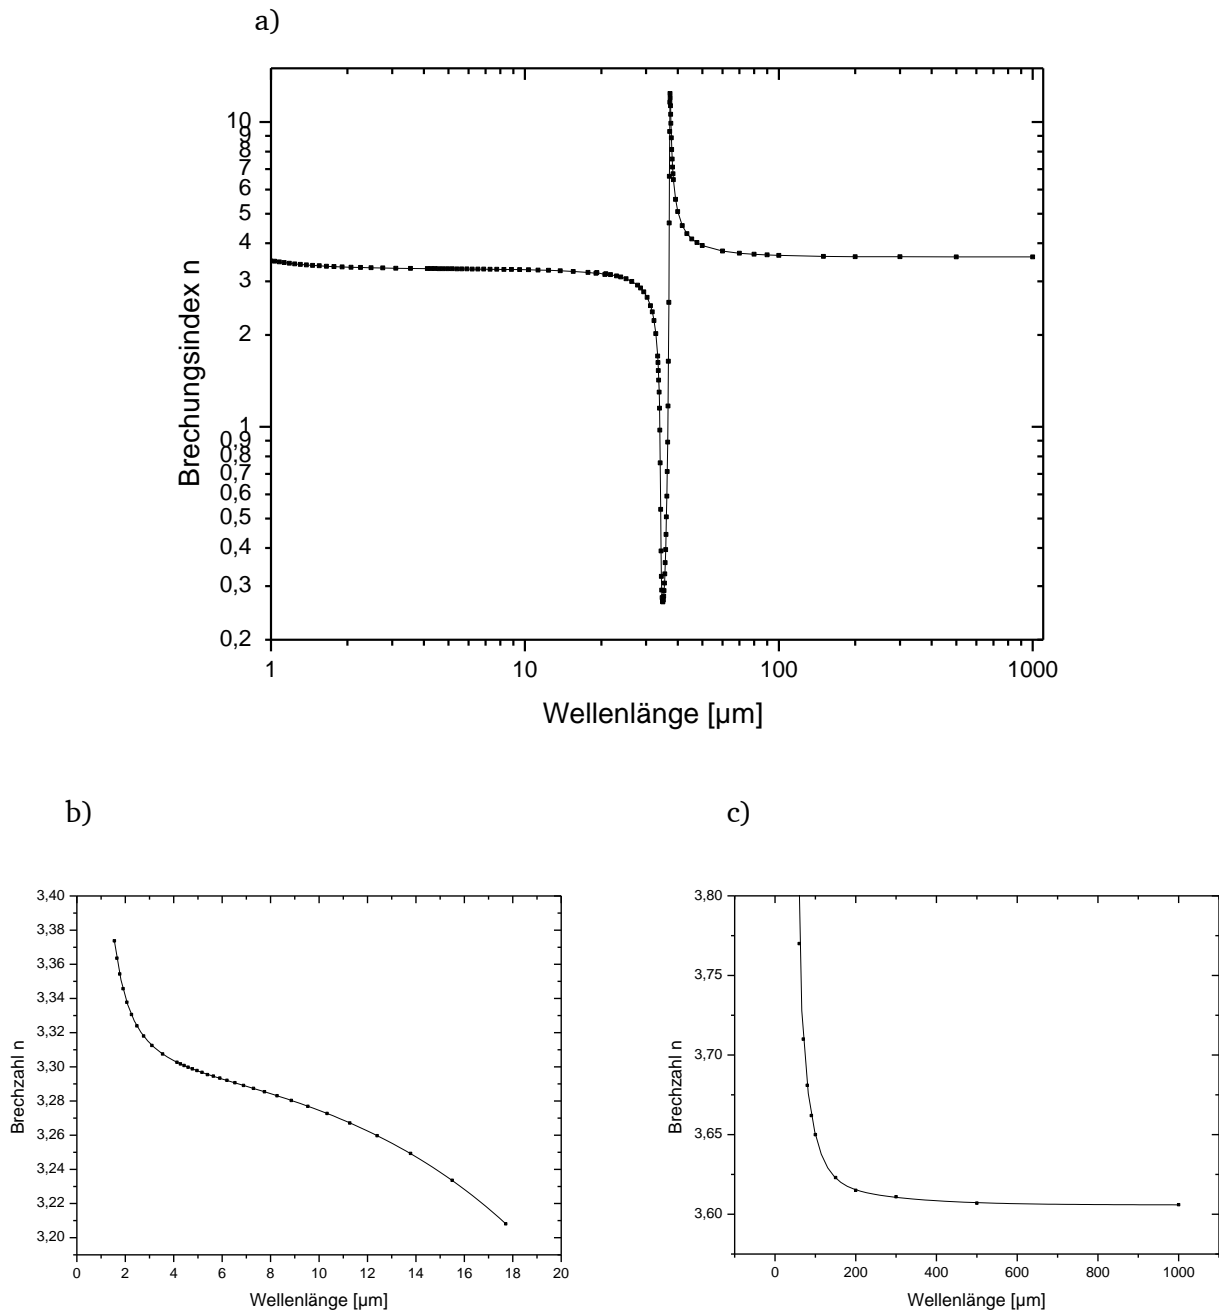 a)
10
9
8
7
6
5
4
3
2
1
0,9
0,8
0,7
0,6
0,5
0,4
0,3
0,2
Brechungsindex n
1 10 100 1000
Wellenlänge [µm]
b)
3,40
3,38
3,36
3,34
3,32
3,30
3,28
3,26
3,24
3,22
3,20
Brechzahl n
0 2 4 6 8 10 12 14 16 18 20
Wellenlänge [µm]
c)
3,80
3,75
3,70
3,65
3,60
Brechzahl n
0 200 400 600 800 1000
Wellenlänge [µm]